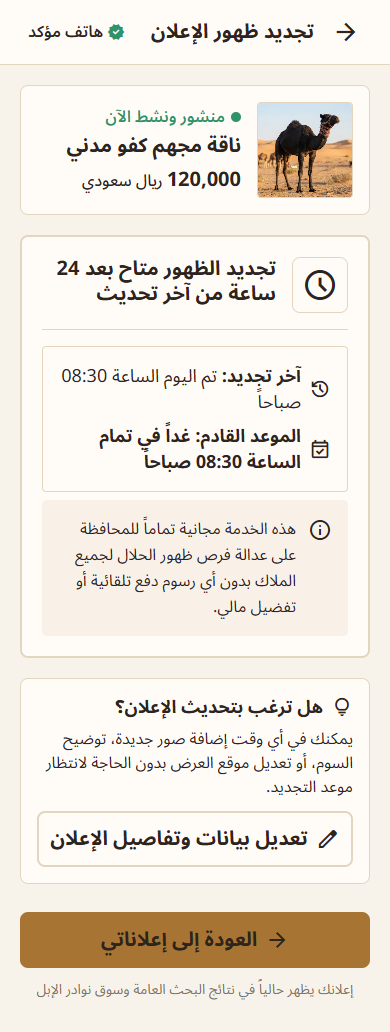 تجديد ظهور الإعلان
هاتف مؤكد
منشور ونشط الآن
ناقة مجهم كفو مدني
120,000 ريال سعودي
تجديد الظهور متاح بعد 24
ساعة من آخر تحديث
آخر تجديد: تم اليوم الساعة 08:30
صباحاً
الموعد القادم: غداً في تمام
الساعة 08:30 صباحاً
هذه الخدمة مجانية تماماً للمحافظة
على عدالة فرص ظهور الحلال لجميع
الملاك بدون أي رسوم دفع تلقائية أو
تفضيل مالي.
هل ترغب بتحديث الإعلان؟
يمكنك في أي وقت إضافة صور جديدة، توضيح
السوم، أو تعديل موقع العرض بدون الحاجة لانتظار
موعد التجديد.
تعديل بيانات وتفاصيل الإعلان
العودة إلى إعلاناتي
إعلانك يظهر حالياً في نتائج البحث العامة وسوق نوادر الإبل